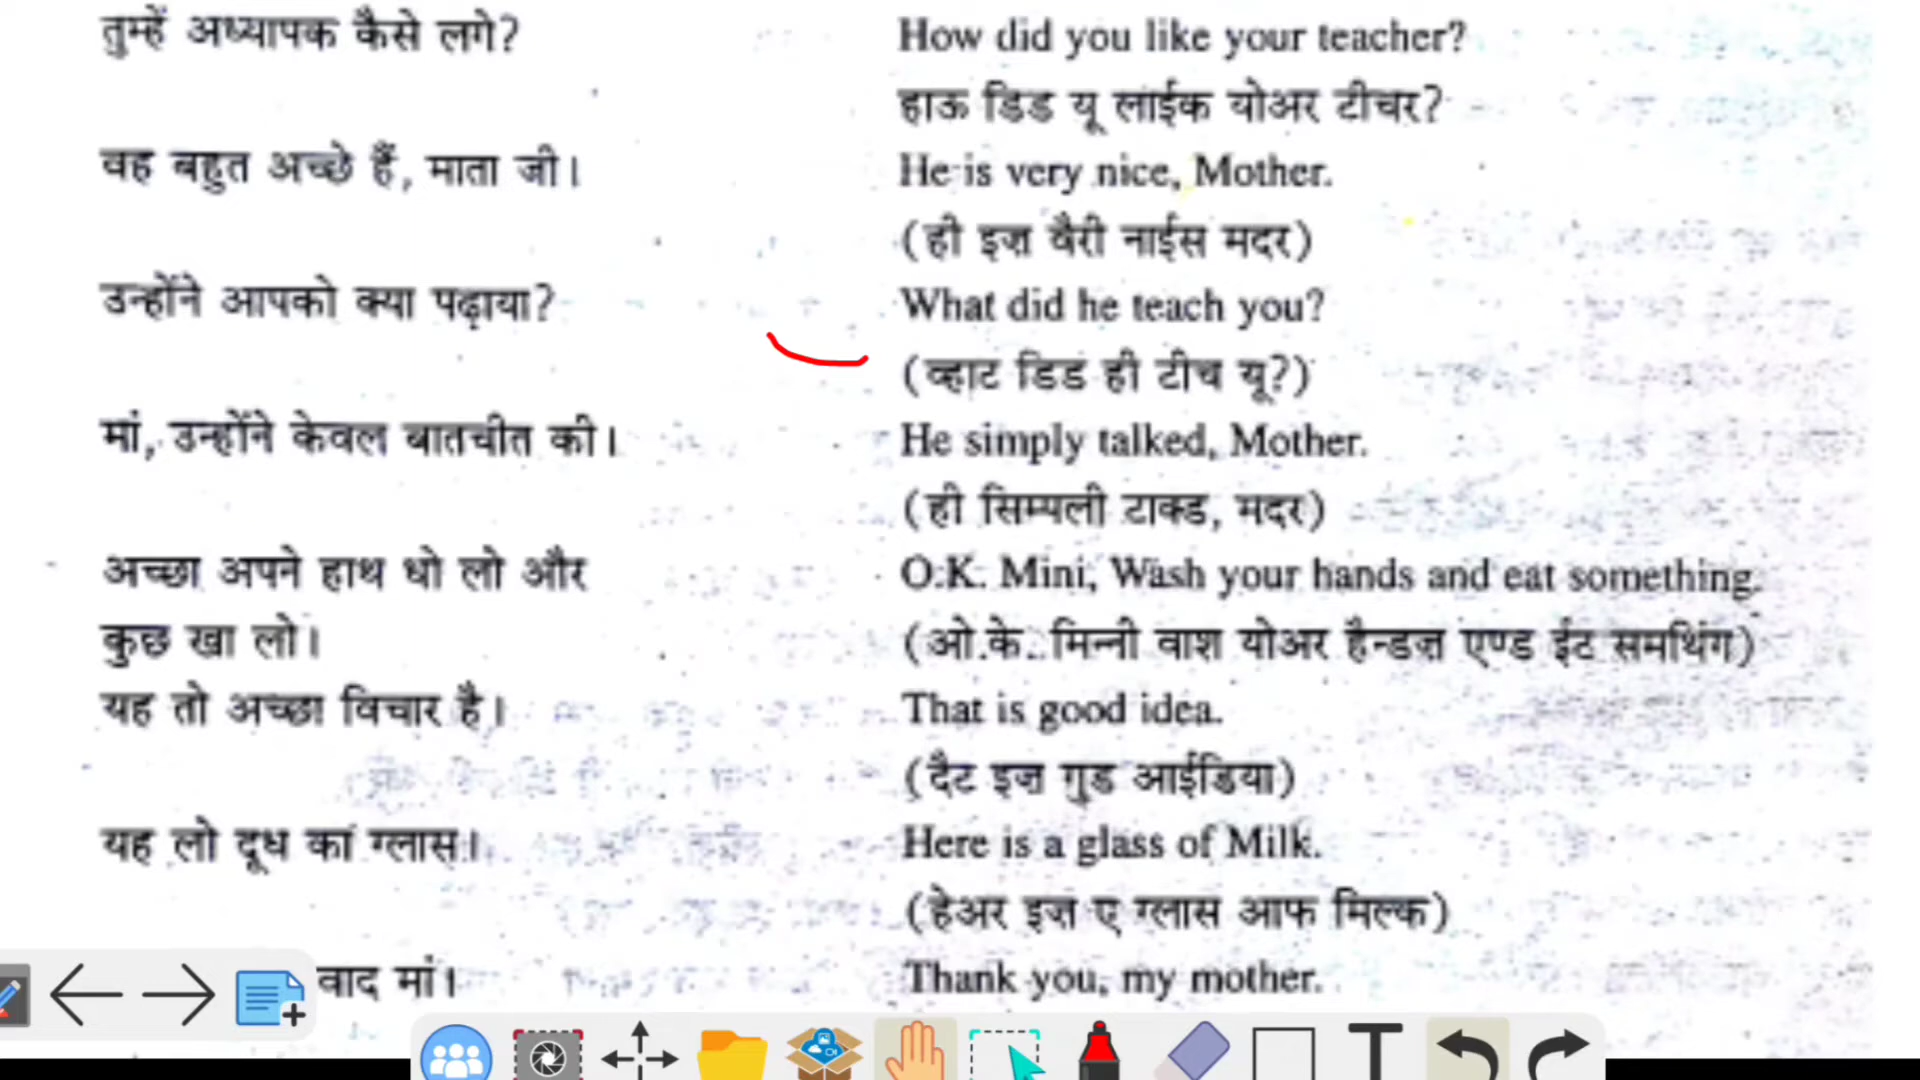 तुम्हें अध्यापक कैसे लगे? How did you like your teacher?
हाऊ डिड यू लाईक योअर टीचर?
वह बहुत अच्छे हैं, माता जी। He is very nice, Mother.
(ही इज़ वैरी नाईस मदर)
उन्होंने आपको क्या पढ़ाया? What did he teach you?
(व्हाट डिड ही टीच यू?)
मां, उन्होंने केवल बातचीत की। He simply talked, Mother.
(ही सिम्पली टाक्ड, मदर)
अच्छा अपने हाथ धो लो और O.K. Mini, Wash your hands and eat something.
कुछ खा लो। (ओ.के. मिन्नी वाश योअर हैन्डज़ एण्ड ईट समथिंग)
यह तो अच्छा विचार है। That is good idea.
(दैट इज़ गुड आईडिया)
यह लो दूध का ग्लास। Here is a glass of Milk.
(हेअर इज़ ए ग्लास आफ मिल्क)
वाद मां। Thank you, my mother.
T